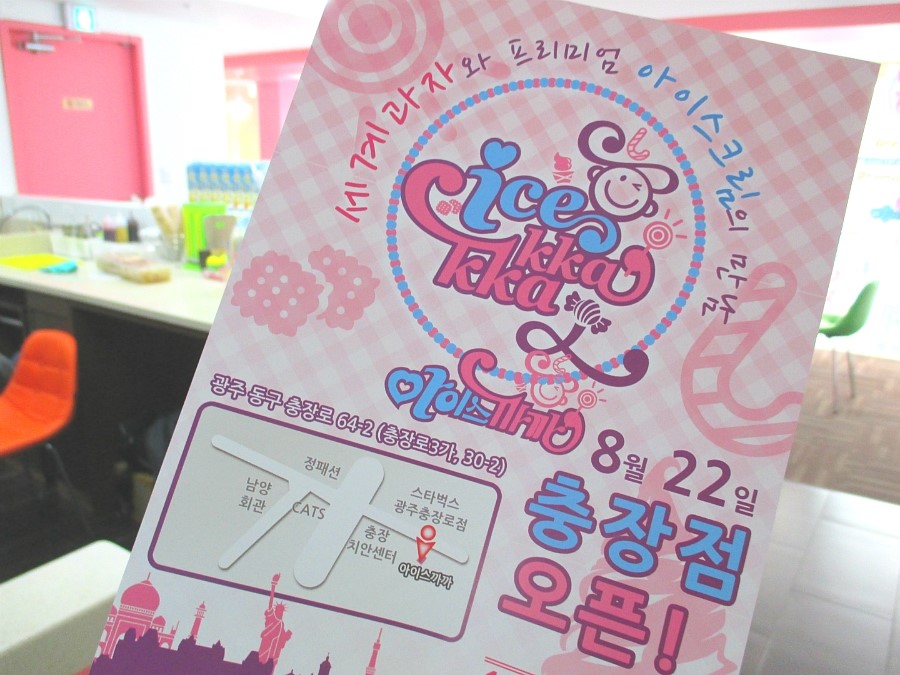 세계과자와 프리미엄 아이스크림의 만남
ice
kka
kka
아이스까까
광주 동구 충장로 64-2 (충장로3가, 30-2)
정패션
남양
회관
CATS
스타벅스
광주충장로점
충장
치안센터
아이스까까
8월 22일
충장점
오픈!